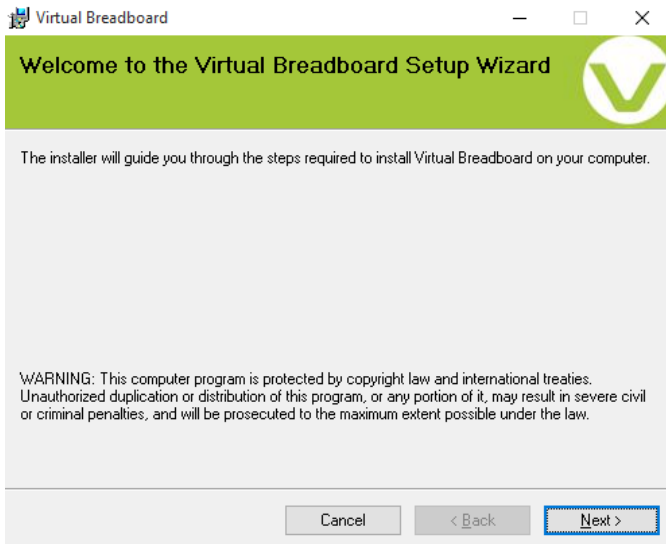 Virtual Breadboard
Welcome to the Virtual Breadboard Setup Wizard
The installer will guide you through the steps required to install Virtual Breadboard on your computer.
WARNING: This computer program is protected by copyright law and international treaties.
Unauthorized duplication or distribution of this program, or any portion of it, may result in severe civil
or criminal penalties, and will be prosecuted to the maximum extent possible under the law.
Cancel < Back Next >